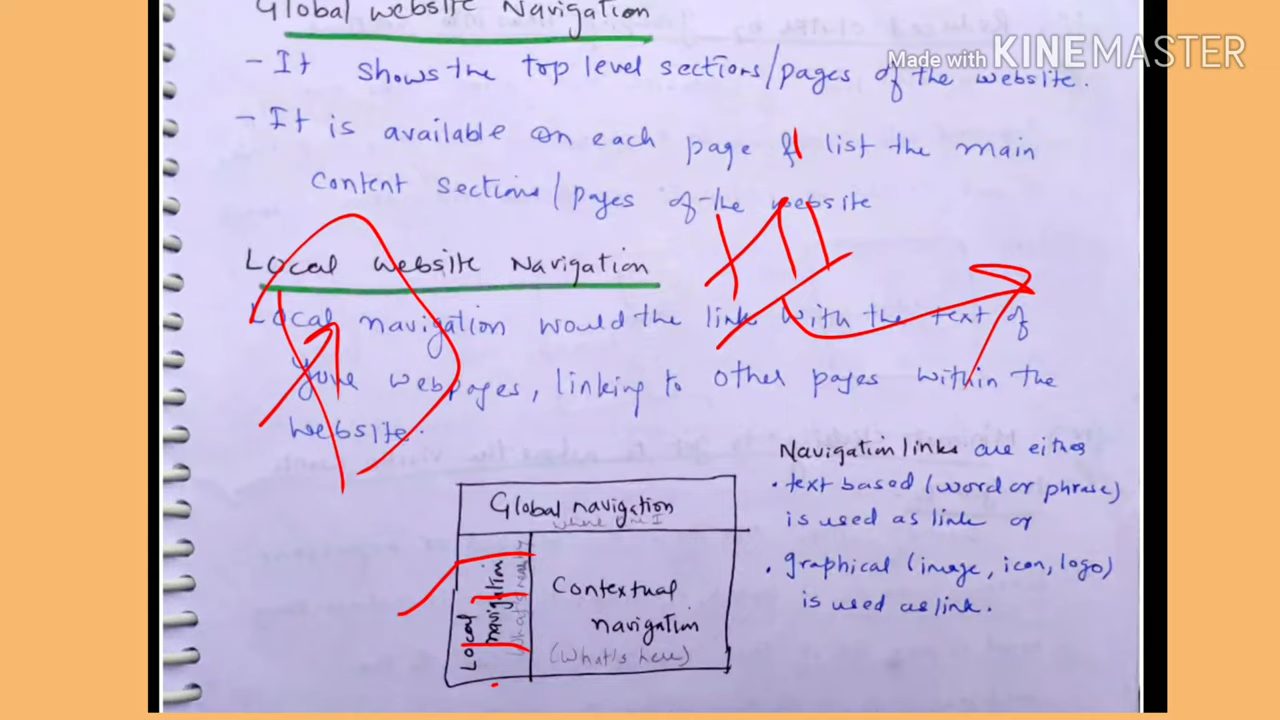 Global website Navigation
Made with KINEMASTER
- It shows the top level sections/pages of the website.
- It is available on each page & list the main
content sections/pages of the website
Local website Navigation
Local navigation would the link with the text of
your webpages, linking to other pages within the
website.
Navigation links are either
• text based (word or phrase)
is used as link or
• graphical (image, icon, logo)
is used as link.
Global navigation
where am I
Local
navigation
(What's nearby
Contextual
navigation
(What's here)